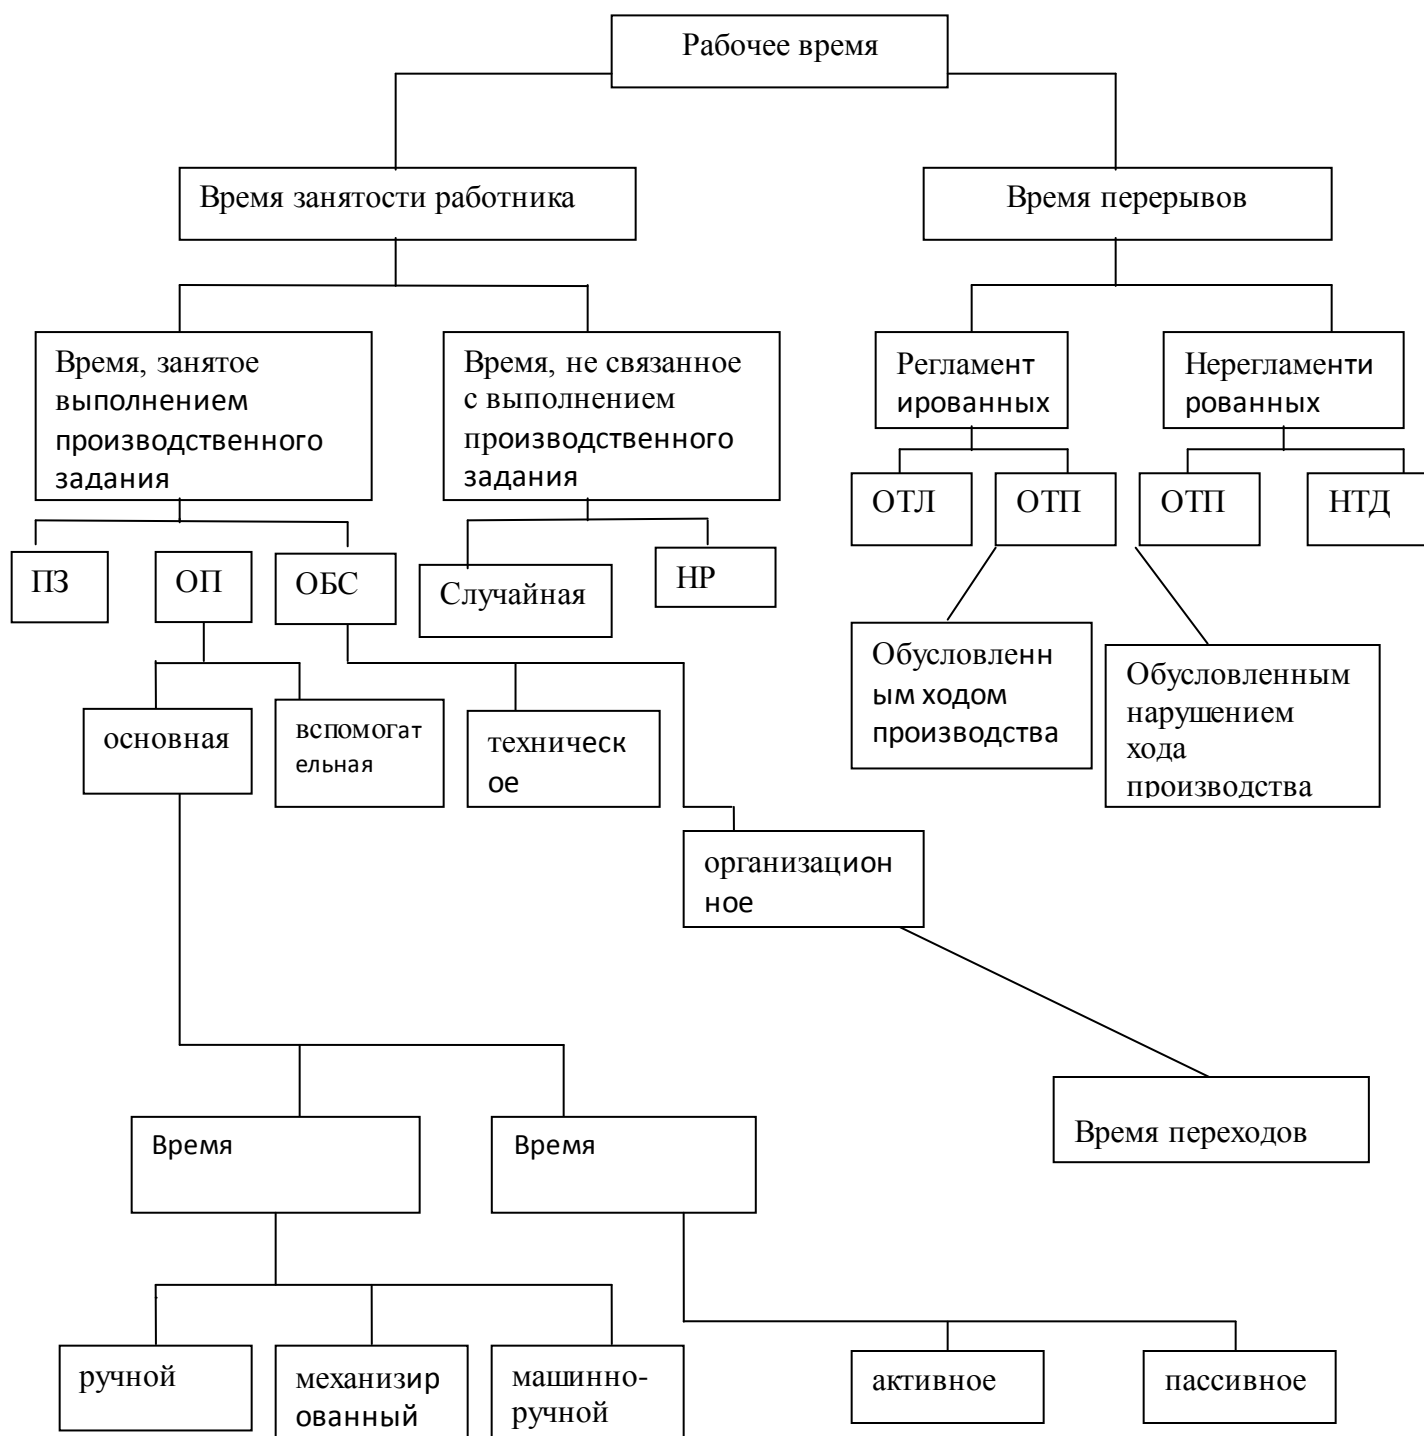 Рабочее время
Время занятости работника
Время перерывов
Время, занятое
выполнением
производственного
задания
Время, не связанное
с выполнением
производственного
задания
Регламент
ированных
Нерегламенти
рованных
ОТЛ
ОТП
ОТП
НТД
ПЗ
ОП
ОБС
Случайная
НР
Обусловленн
ым ходом
производства
Обусловленным
нарушением
хода
производства
основная
вспомогат
ельная
техническ
ое
организацион
ное
Время переходов
Время
Время
ручной
механизир
ованный
машинно-
ручной
активное
пассивное